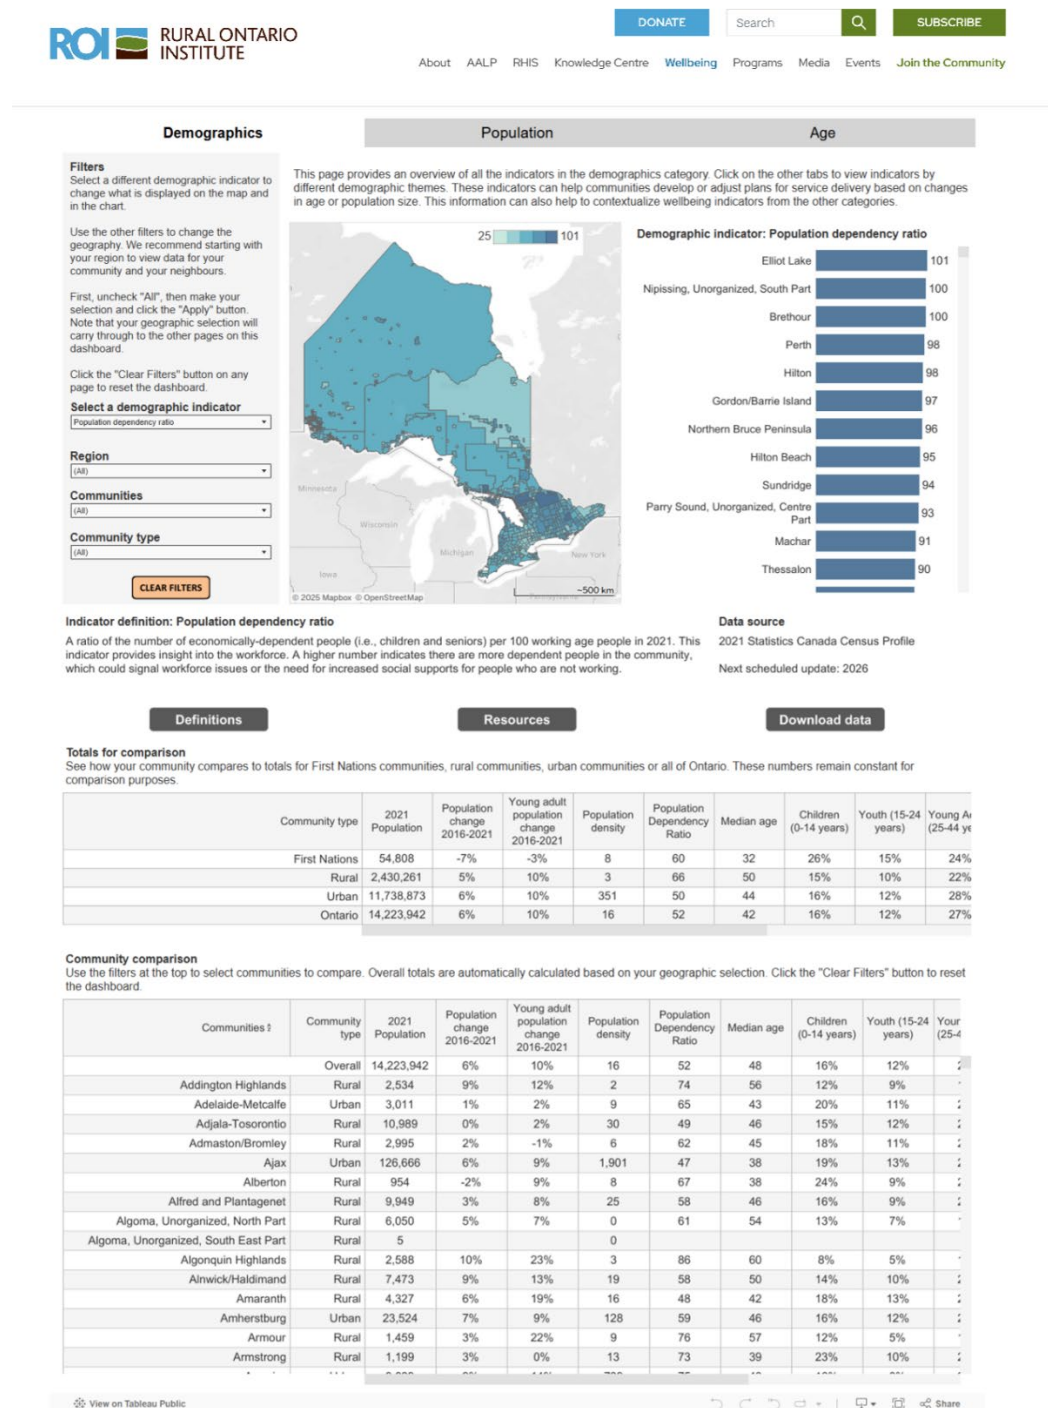 ROI RURAL ONTARIO INSTITUTE
DONATE
Search
SUBSCRIBE
About AALP RHIS Knowledge Centre Wellbeing Programs Media Events Join the Community
Demographics Population Age
Filters
Select a different demographic indicator to
change what is displayed on the map and
in the chart.
Use the other filters to change the
geography. We recommend starting with
your region to view data for your
community and your neighbours.
First, uncheck "All", then make your
selection and click the "Apply" button.
Note that your geographic selection will
carry through to the other pages on this
dashboard.
Click the "Clear Filters" button on any
page to reset the dashboard.
Select a demographic indicator
Population dependency ratio
Region
(All)
Communities
(All)
Community type
(All)
CLEAR FILTERS
This page provides an overview of all the indicators in the demographics category. Click on the other tabs to view indicators by
different demographic themes. These indicators can help communities develop or adjust plans for service delivery based on changes
in age or population size. This information can also help to contextualize wellbeing indicators from the other categories.
25 101
Minnesota
Wisconsin
Michigan
New York
Iowa
~500 km
© 2025 Mapbox © OpenStreetMap
Demographic indicator: Population dependency ratio
Elliot Lake 101
Nipissing, Unorganized, South Part 100
Brethour 100
Perth 98
Hilton 98
Gordon/Barrie Island 97
Northern Bruce Peninsula 96
Hilton Beach 95
Sundridge 94
Parry Sound, Unorganized, Centre
Part 93
Machar 91
Thessalon 90
Indicator definition: Population dependency ratio
A ratio of the number of economically-dependent people (i.e., children and seniors) per 100 working age people in 2021. This
indicator provides insight into the workforce. A higher number indicates there are more dependent people in the community,
which could signal workforce issues or the need for increased social supports for people who are not working.
Data source
2021 Statistics Canada Census Profile
Next scheduled update: 2026
Definitions Resources Download data
Totals for comparison
See how your community compares to totals for First Nations communities, rural communities, urban communities or all of Ontario. These numbers remain constant for
comparison purposes.
Community type 2021 Population Population change 2016-2021 Young adult population change 2016-2021 Population density Population Dependency Ratio Median age Children (0-14 years) Youth (15-24 years) Young A (25-44 ye
First Nations 54,808 -7% -3% 8 60 32 26% 15% 24%
Rural 2,430,261 5% 10% 3 66 50 15% 10% 22%
Urban 11,738,873 6% 10% 351 50 44 16% 12% 28%
Ontario 14,223,942 6% 10% 16 52 42 16% 12% 27%
Community comparison
Use the filters at the top to select communities to compare. Overall totals are automatically calculated based on your geographic selection. Click the "Clear Filters" button to reset
the dashboard.
Communities Community type 2021 Population Population change 2016-2021 Young adult population change 2016-2021 Population density Population Dependency Ratio Median age Children (0-14 years) Youth (15-24 years) Your (25-4
Overall 14,223,942 6% 10% 16 52 48 16% 12%
Addington Highlands Rural 2,534 9% 12% 2 74 56 12% 9%
Adelaide-Metcalfe Urban 3,011 1% 2% 9 65 43 20% 11%
Adjala-Tosorontio Rural 10,989 0% 2% 30 49 46 15% 12%
Admaston/Bromley Rural 2,995 2% -1% 6 62 45 18% 11%
Ajax Urban 126,666 6% 9% 1,901 47 38 19% 13%
Alberton Rural 954 -2% 9% 8 67 38 24% 9%
Alfred and Plantagenet Rural 9,949 3% 8% 25 58 46 16% 9%
Algoma, Unorganized, North Part Rural 6,050 5% 7% 0 61 54 13% 7%
Algoma, Unorganized, South East Part Rural 5 0
Algonquin Highlands Rural 2,588 10% 23% 3 86 60 8% 5%
Alnwick/Haldimand Rural 7,473 9% 13% 19 58 50 14% 10%
Amaranth Rural 4,327 6% 19% 16 48 42 18% 13%
Amherstburg Urban 23,524 7% 9% 128 59 46 16% 12%
Armour Rural 1,459 3% 22% 9 76 57 12% 5%
Armstrong Rural 1,199 3% 0% 13 73 39 23% 10%
View on Tableau Public Share